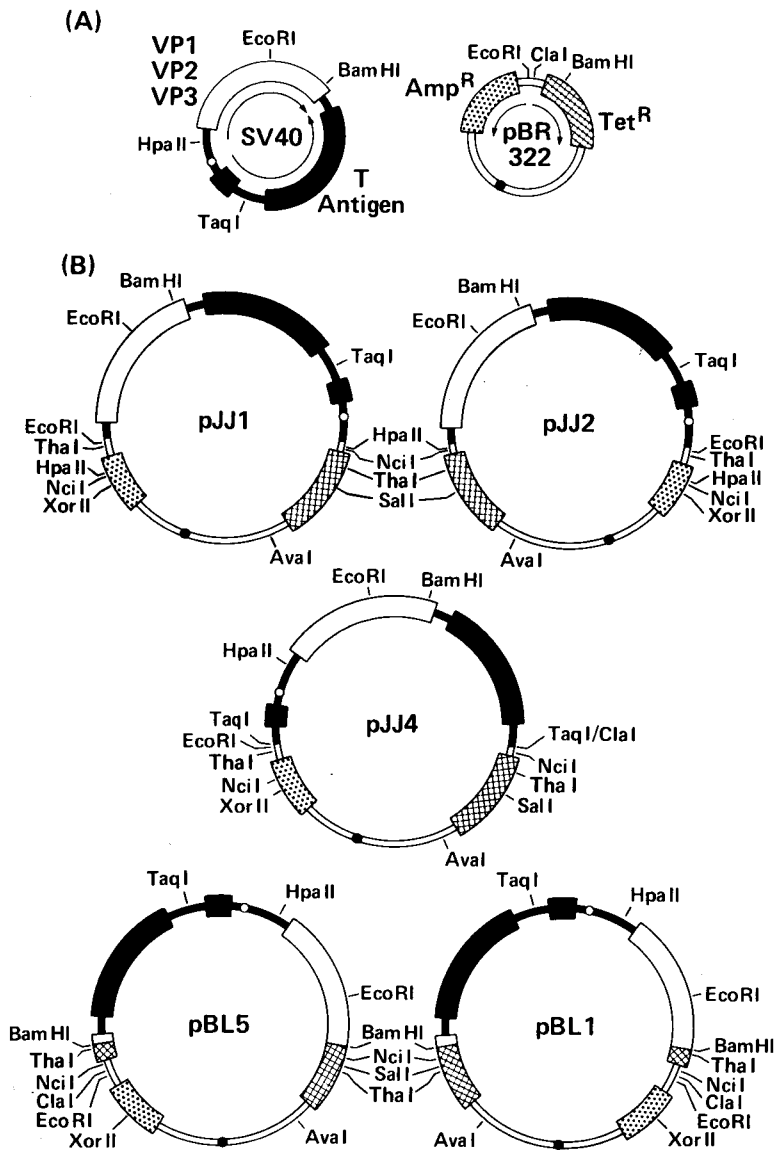 (A)
VP1
VP2
VP3
EcoRI
BamHI
HpaII
SV40
TaqI
T
Antigen
EcoRI
ClaI
BamHI
Amp^R
pBR
322
Tet^R
(B)
BamHI
EcoRI
TaqI
pJJ1
EcoRI
ThaI
HpaII
NciI
XorII
AvaI
HpaII
NciI
ThaI
SalI
BamHI
EcoRI
TaqI
pJJ2
EcoRI
ThaI
HpaII
NciI
XorII
AvaI
EcoRI
BamHI
HpaII
pJJ4
TaqI
EcoRI
ThaI
NciI
XorII
TaqI/ClaI
NciI
ThaI
SalI
AvaI
TaqI
HpaII
EcoRI
pBL5
BamHI
ThaI
NciI
ClaI
EcoRI
XorII
AvaI
BamHI
NciI
SalI
ThaI
TaqI
HpaII
EcoRI
pBL1
BamHI
ThaI
NciI
ClaI
EcoRI
XorII
AvaI